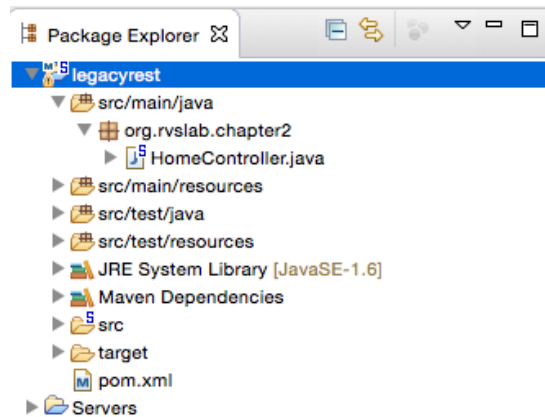 Package Explorer
legacyrest
src/main/java
org.rvslab.chapter2
HomeController.java
src/main/resources
src/test/java
src/test/resources
JRE System Library [JavaSE-1.6]
Maven Dependencies
src
target
pom.xml
Servers